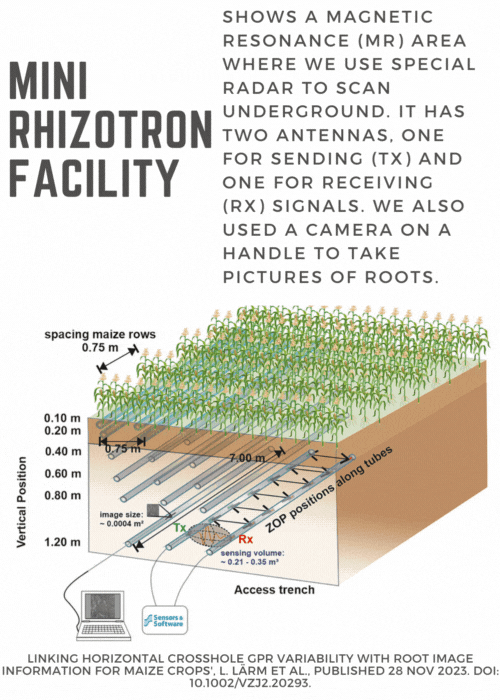 MINI
RHIZOTRON
FACILITY
SHOWS A MAGNETIC
RESONANCE (MR) AREA
WHERE WE USE SPECIAL
RADAR TO SCAN
UNDERGROUND. IT HAS
TWO ANTENNAS, ONE
FOR SENDING (TX) AND
ONE FOR RECEIVING
(RX) SIGNALS. WE ALSO
USED A CAMERA ON A
HANDLE TO TAKE
PICTURES OF ROOTS.
spacing maize rows
0.75 m
0.10 m
0.20 m
0.40 m
0.60 m
0.80 m
1.20 m
Vertical Position
0.75 m
7.00 m
ZOP positions along tubes
image size:
~ 0.0004 m²
Tx
Rx
sensing volume:
~ 0.21 - 0.35 m³
Access trench
Sensors &
Software
LINKING HORIZONTAL CROSSHOLE GPR VARIABILITY WITH ROOT IMAGE
INFORMATION FOR MAIZE CROPS', L. LÄRM ET AL., PUBLISHED 28 NOV 2023. DOI:
10.1002/VZJ2.20293.